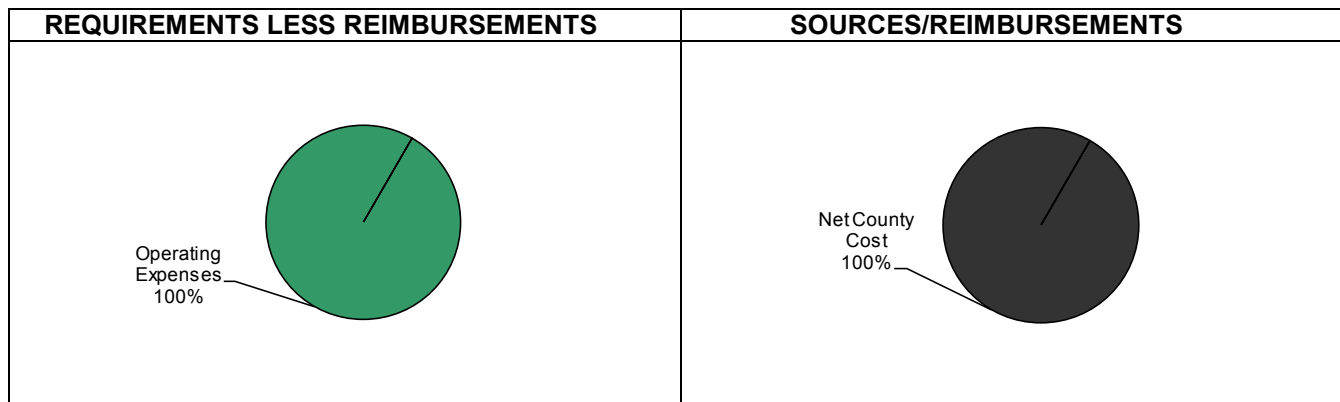 REQUIREMENTS LESS REIMBURSEMENTS
SOURCES/REIMBURSEMENTS
Operating
Expenses
100%
Net County
Cost
100%